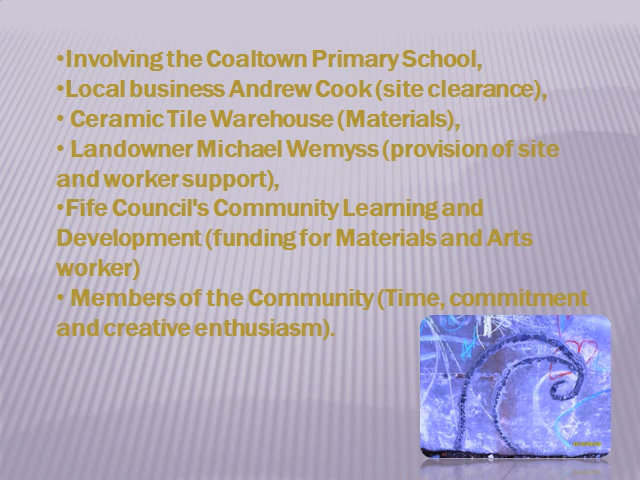 •Involving the Coaltown Primary School,
•Local business Andrew Cook (site clearance),
• Ceramic Tile Warehouse (Materials),
• Landowner Michael Wemyss (provision of site
and worker support),
•Fife Council's Community Learning and
Development (funding for Materials and Arts
worker)
• Members of the Community (Time, commitment
and creative enthusiasm).